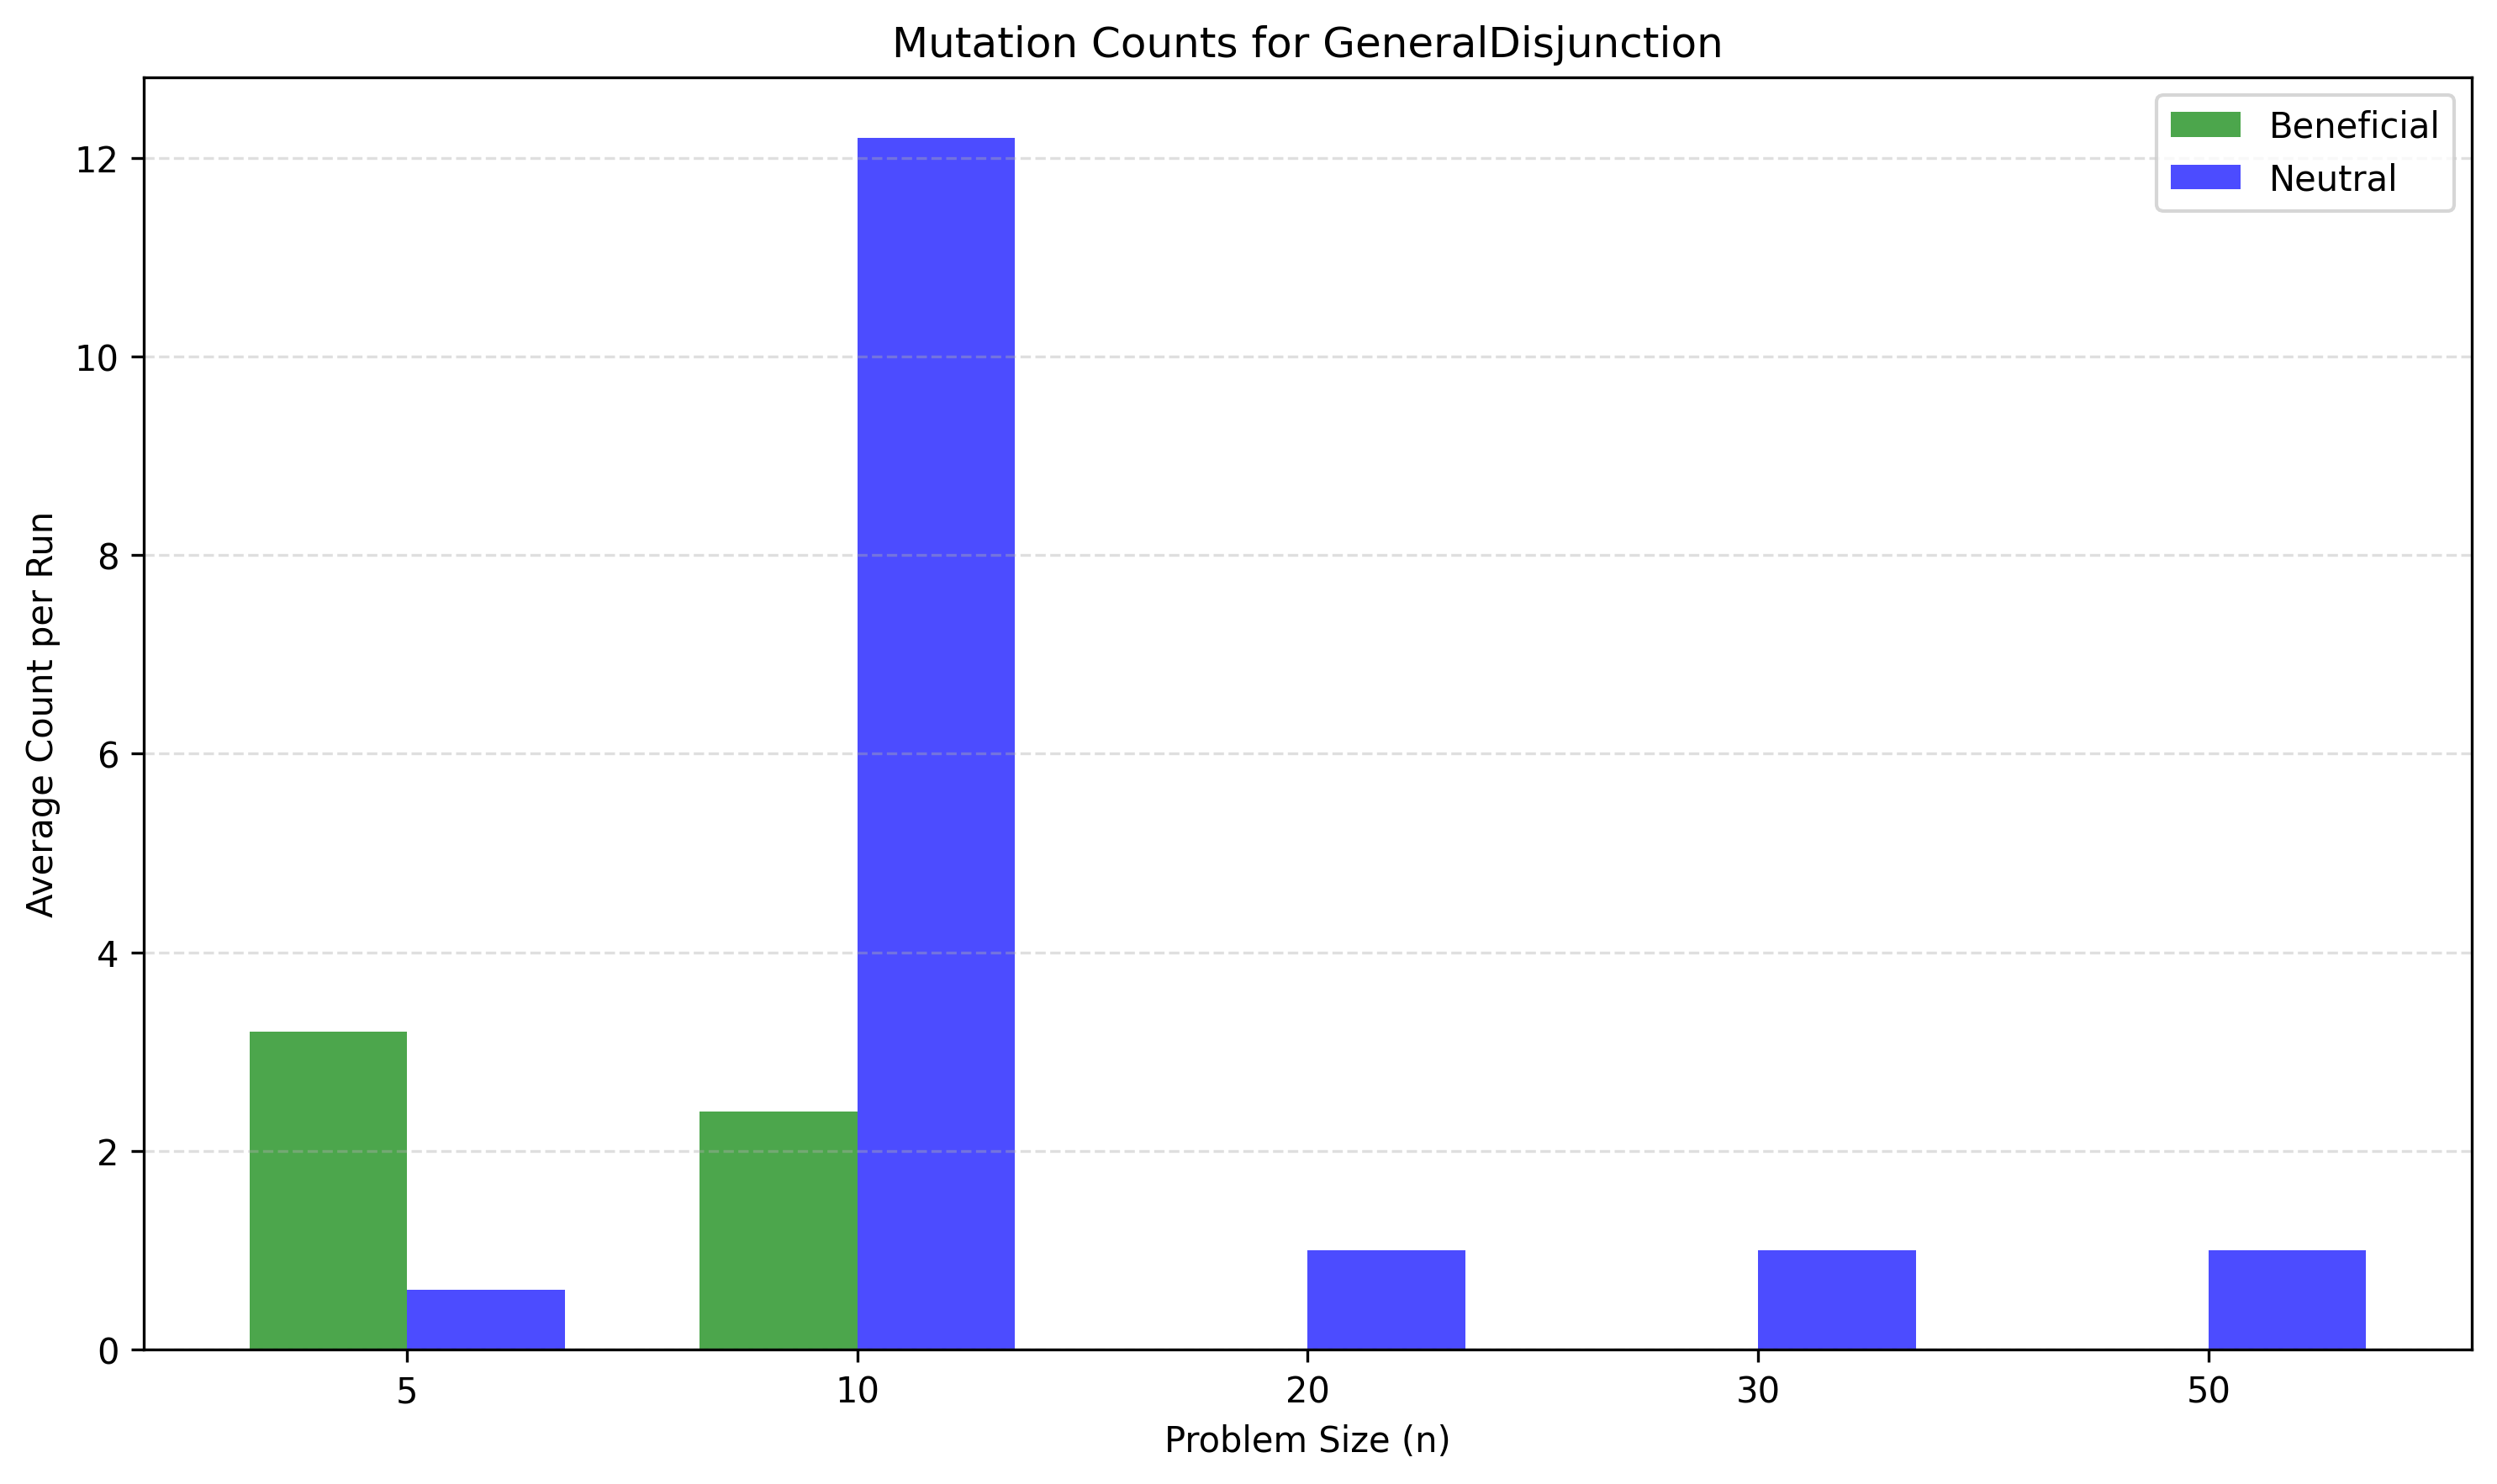 Mutation Counts for GeneralDisjunction
Beneficial
Neutral
Average Count per Run
12
10
8
6
4
2
0
5 10 20 30 50
Problem Size (n)